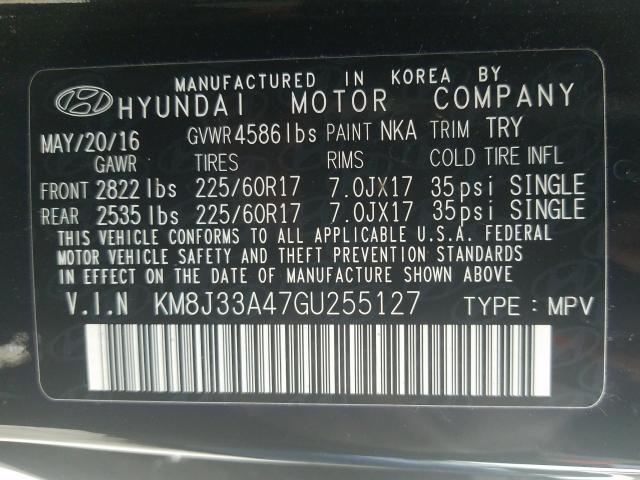 MANUFACTURED IN KOREA BY
HYUNDAI MOTOR COMPANY
MAY/20/16 GVWR 4586lbs PAINT NKA TRIM TRY
GAWR TIRES RIMS COLD TIRE INFL
FRONT 2822 lbs 225/60R17 7.0JX17 35psi SINGLE
REAR 2535 lbs 225/60R17 7.0JX17 35psi SINGLE
THIS VEHICLE CONFORMS TO ALL APPLICABLE U.S.A. FEDERAL
MOTOR VEHICLE SAFETY AND THEFT PREVENTION STANDARDS
IN EFFECT ON THE DATE OF MANUFACTURE SHOWN ABOVE
V.I.N KM8J33A47GU255127 TYPE : MPV